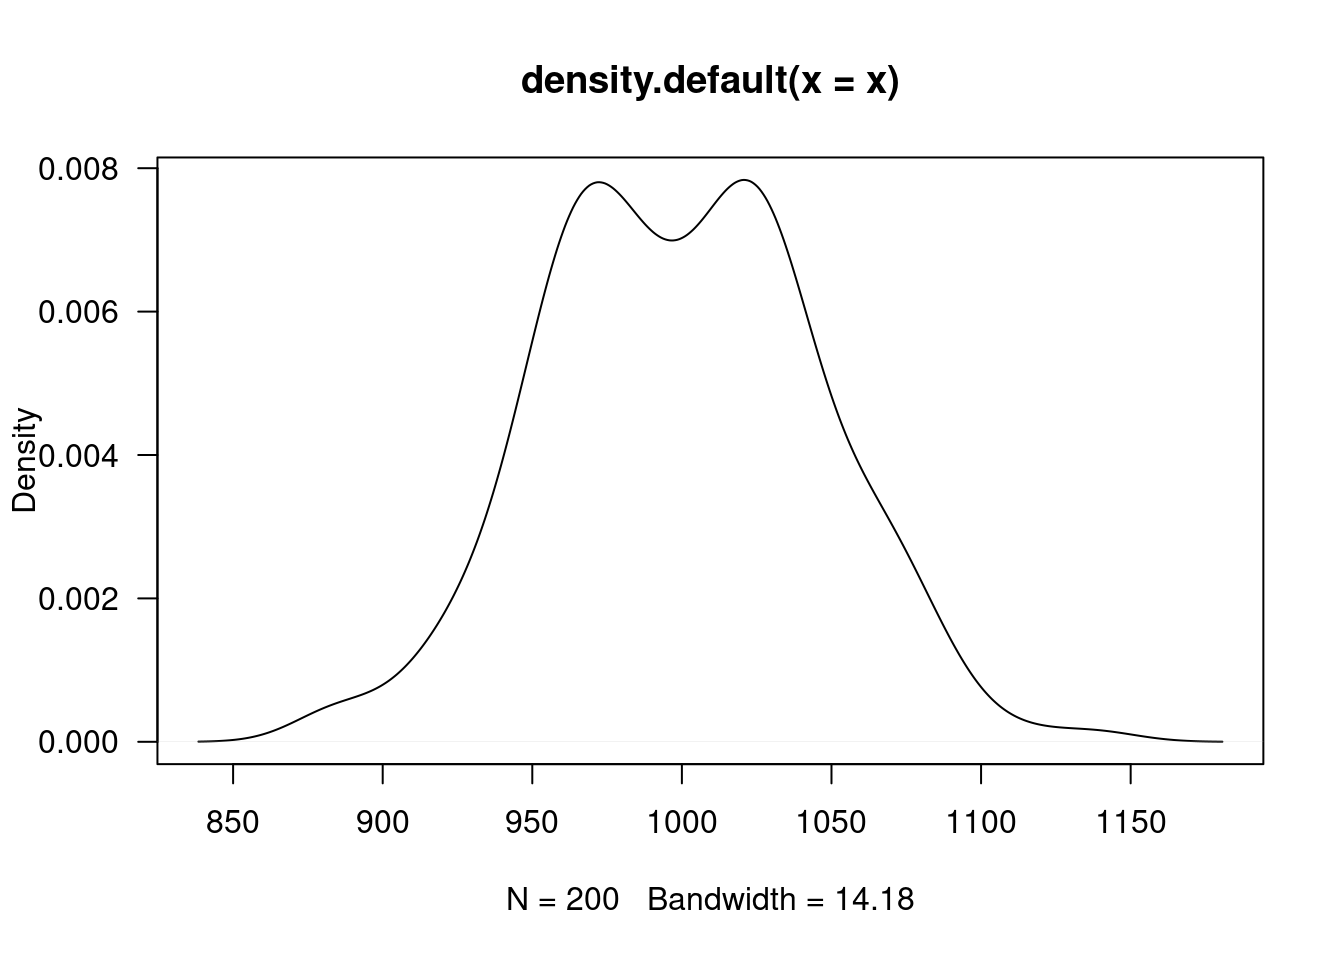 density.default(x = x)
0.008
0.006
0.004
0.002
0.000
Density
850 900 950 1000 1050 1100 1150
N = 200 Bandwidth = 14.18